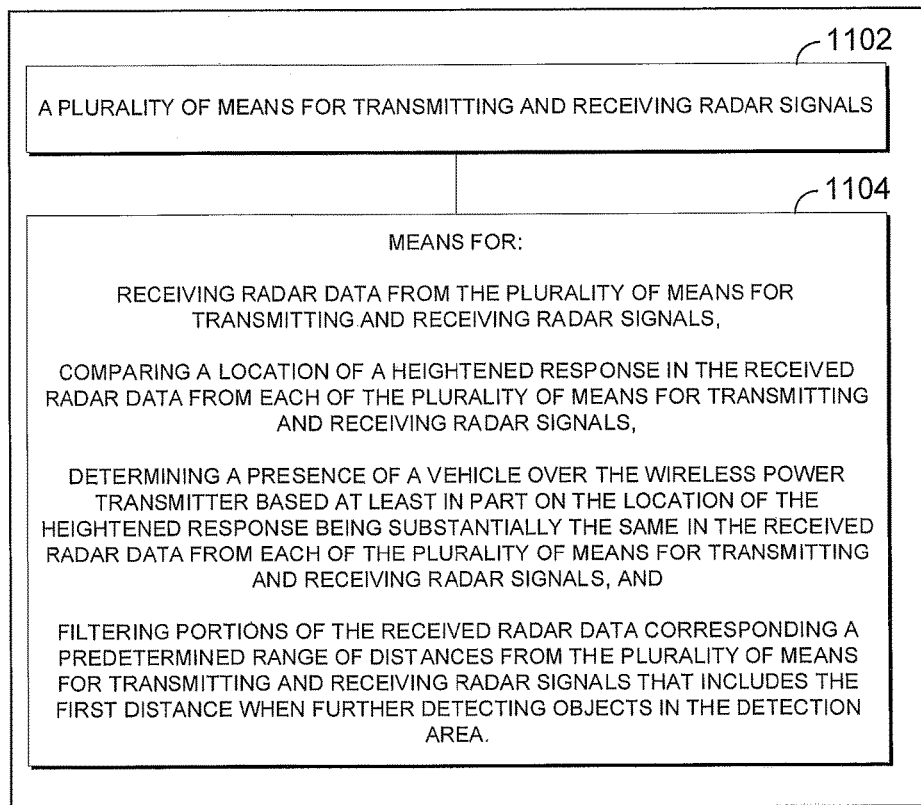 1102
A PLURALITY OF MEANS FOR TRANSMITTING AND RECEIVING RADAR SIGNALS
1104
MEANS FOR:
RECEIVING RADAR DATA FROM THE PLURALITY OF MEANS FOR
TRANSMITTING AND RECEIVING RADAR SIGNALS,
COMPARING A LOCATION OF A HEIGHTENED RESPONSE IN THE RECEIVED
RADAR DATA FROM EACH OF THE PLURALITY OF MEANS FOR TRANSMITTING
AND RECEIVING RADAR SIGNALS,
DETERMINING A PRESENCE OF A VEHICLE OVER THE WIRELESS POWER
TRANSMITTER BASED AT LEAST IN PART ON THE LOCATION OF THE
HEIGHTENED RESPONSE BEING SUBSTANTIALLY THE SAME IN THE RECEIVED
RADAR DATA FROM EACH OF THE PLURALITY OF MEANS FOR TRANSMITTING
AND RECEIVING RADAR SIGNALS, AND
FILTERING PORTIONS OF THE RECEIVED RADAR DATA CORRESPONDING A
PREDETERMINED RANGE OF DISTANCES FROM THE PLURALITY OF MEANS
FOR TRANSMITTING AND RECEIVING RADAR SIGNALS THAT INCLUDES THE
FIRST DISTANCE WHEN FURTHER DETECTING OBJECTS IN THE DETECTION
AREA.